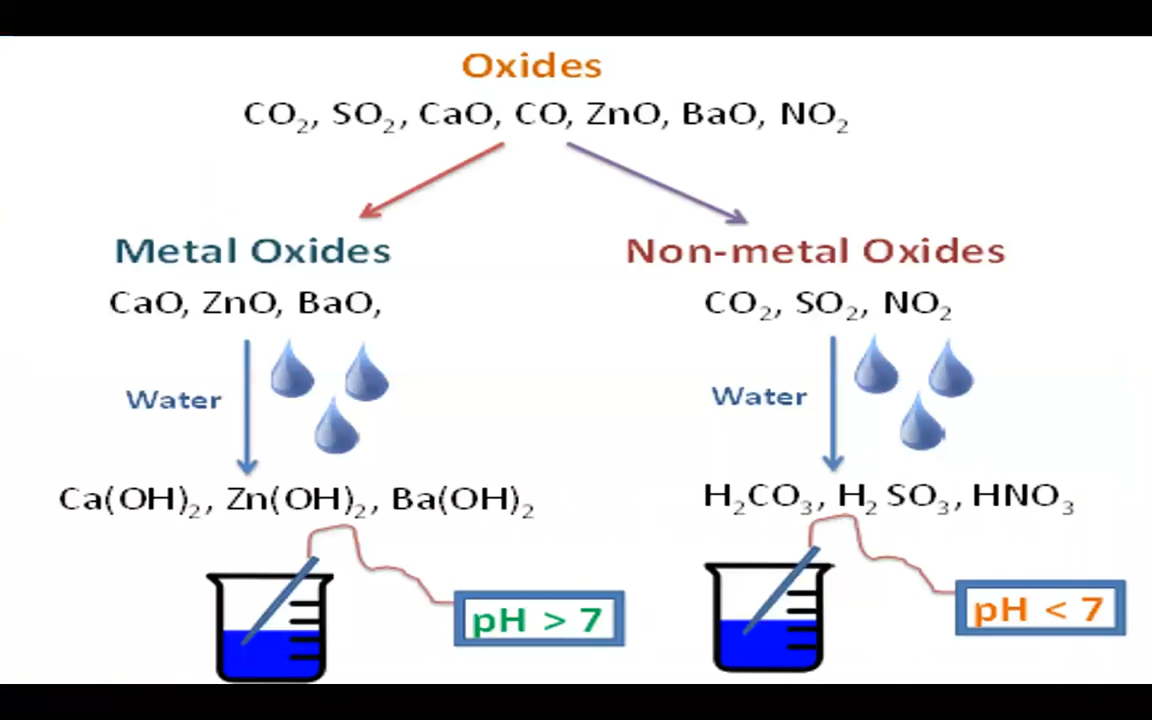 Oxides
CO₂, SO₂, CaO, CO, ZnO, BaO, NO₂
Metal Oxides
CaO, ZnO, BaO,
Water
Ca(OH)₂, Zn(OH)₂, Ba(OH)₂
pH > 7
Non-metal Oxides
CO₂, SO₂, NO₂
Water
H₂CO₃, H₂ SO₃, HNO₃
pH < 7